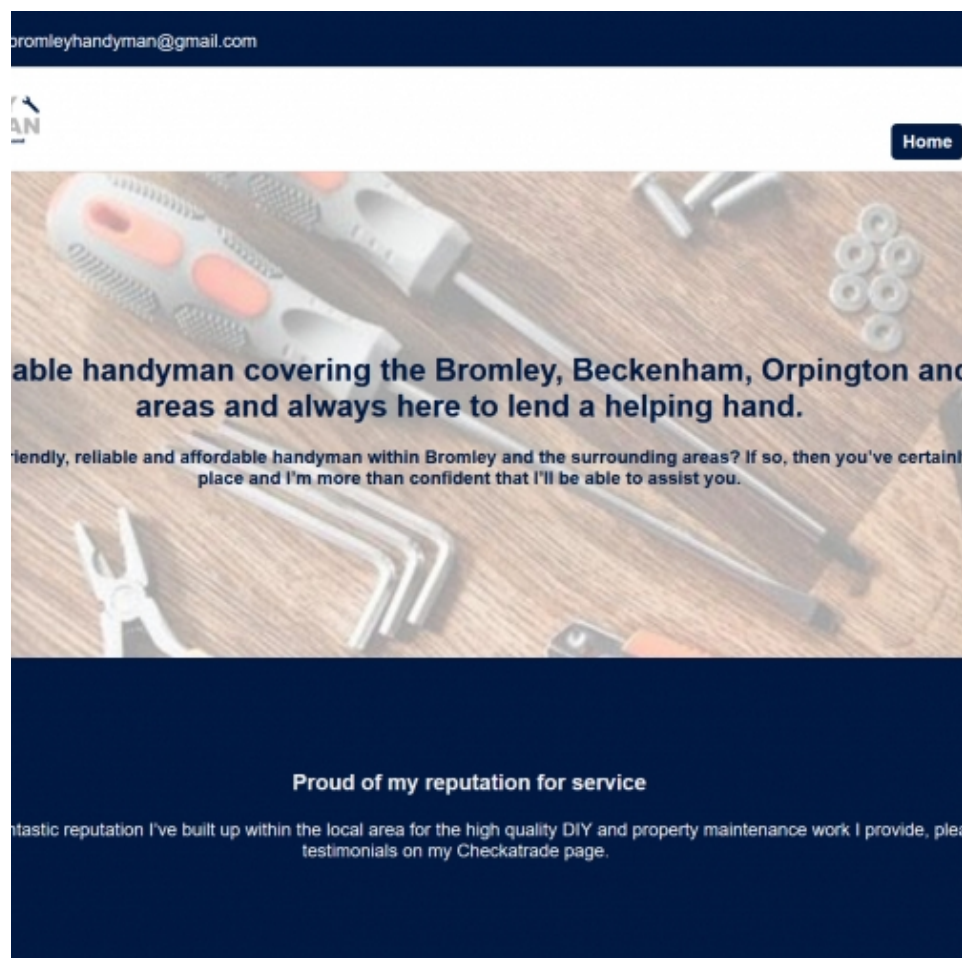 bromleyhandyman@gmail.com
AN
Home
able handyman covering the Bromley, Beckenham, Orpington and
areas and always here to lend a helping hand.
riendly, reliable and affordable handyman within Bromley and the surrounding areas? If so, then you've certainl
place and I'm more than confident that I'll be able to assist you.
Proud of my reputation for service
ntastic reputation I've built up within the local area for the high quality DIY and property maintenance work I provide, plea
testimonials on my Checkatrade page.